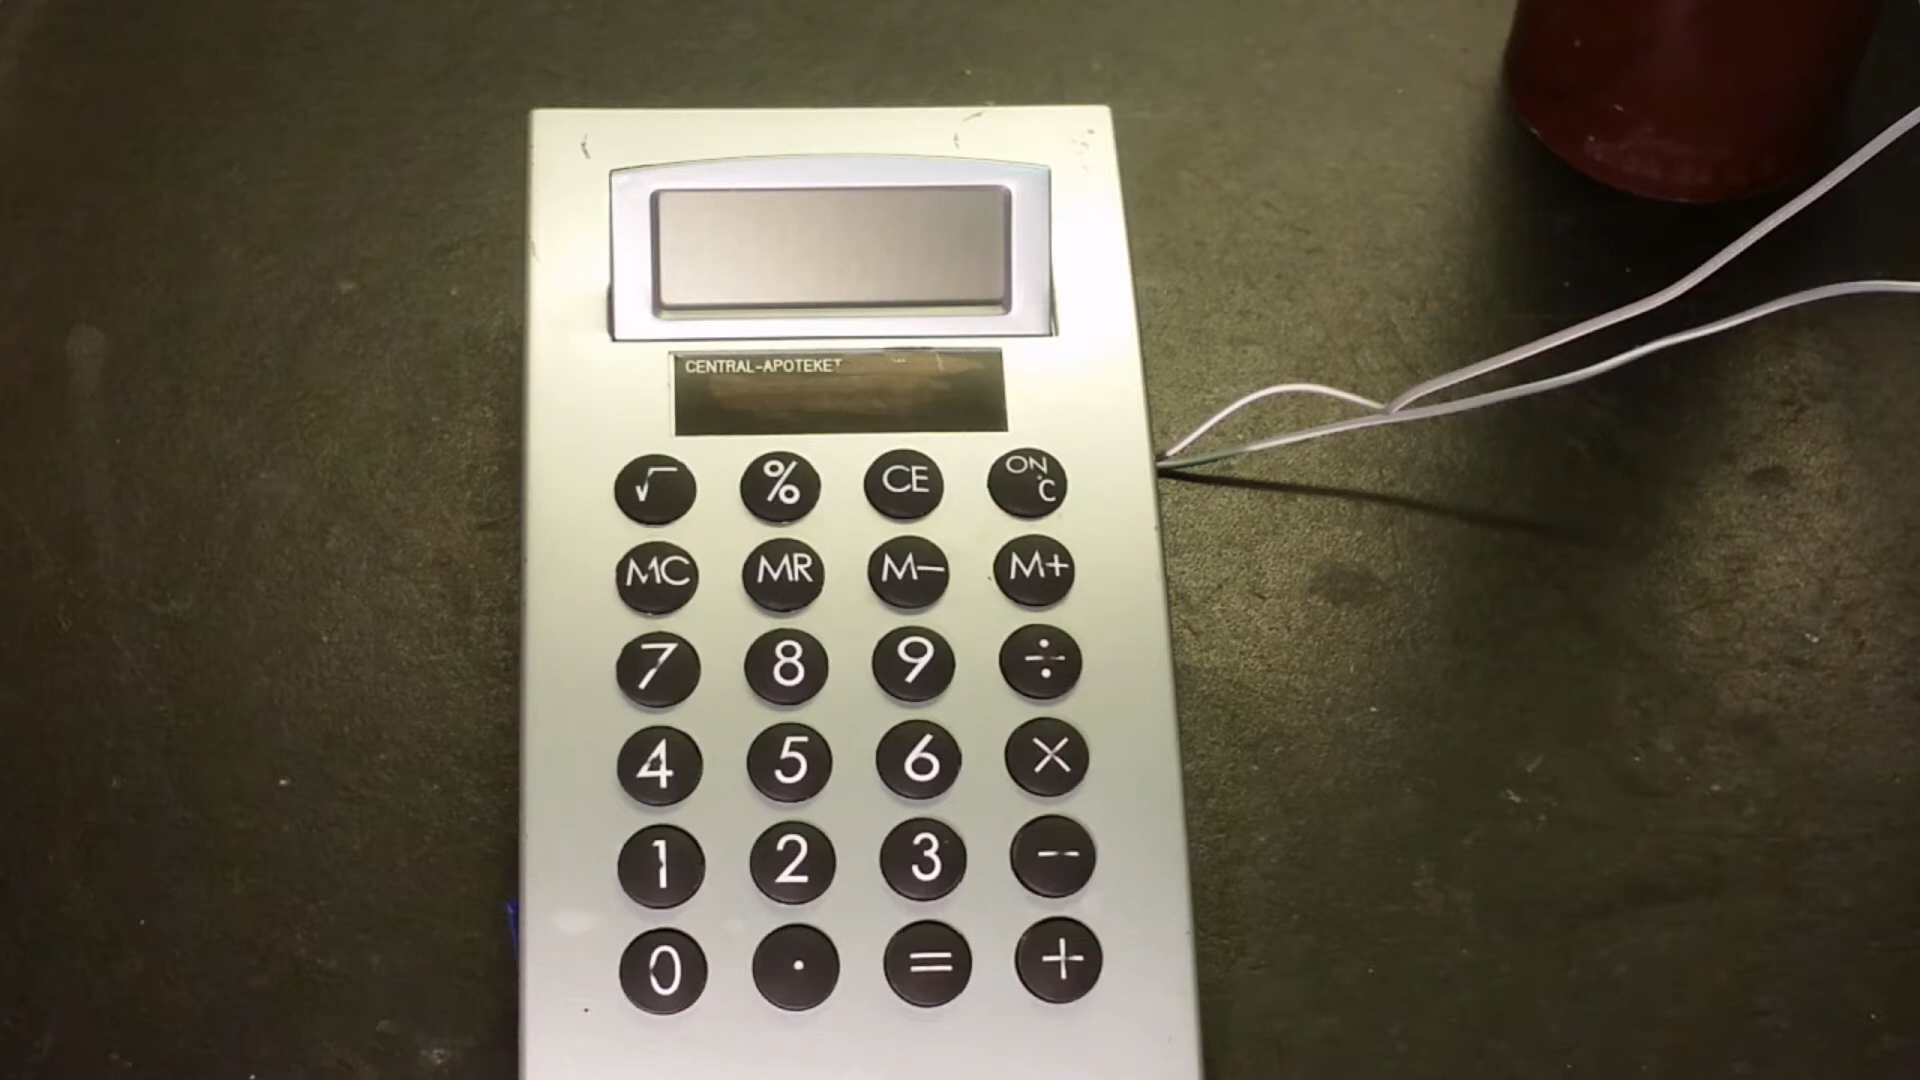 CENTRAL-APOTEKET
√ % CE ON C
MC MR M− M+
7 8 9 ÷
4 5 6 ×
1 2 3 −
0 . = +